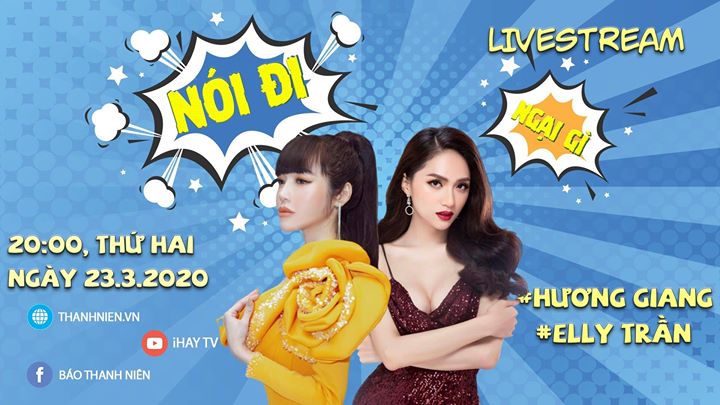 LIVESTREAM
NÓI ĐI
NGẠI GÌ
20:00, THỨ HAI
NGÀY 23.3.2020
THANHNIEN.VN
iHAY TV
BÁO THANH NIÊN
#HƯƠNG GIANG
#ELLY TRẦN